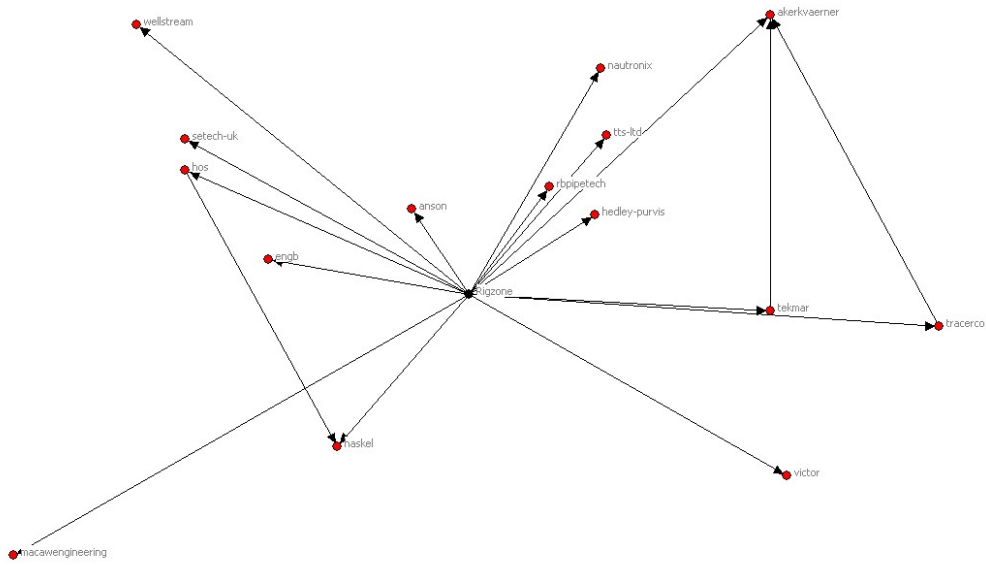 akerkvaerner
wellstream
nautronix
tts-ltd
setech-uk
hos
rbpipetech
anson
hedley-purvis
engb
Rigzone
tekmar
tracerco
haskel
victor
macawengineering